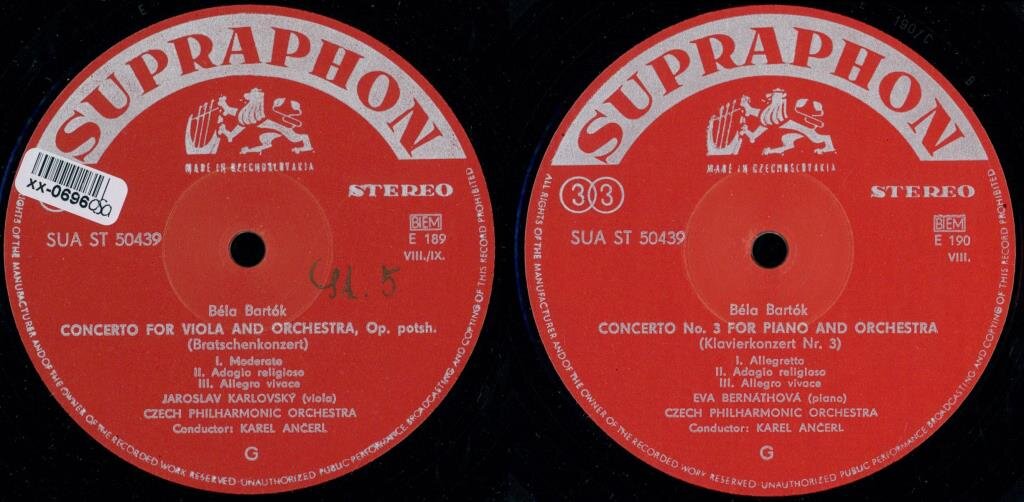 SUPRAPHON
MADE IN CZECHOSLOVAKIA
xx-0696050
STEREO
SUA ST 50439
BIEM
E 189
VIII./IX.
Béla Bartók
CONCERTO FOR VIOLA AND ORCHESTRA, Op. potsh.
(Bratschenkonzert)
I. Moderato
II. Adagio religioso
III. Allegro vivace
JAROSLAV KARLOVSKÝ (viola)
CZECH PHILHARMONIC ORCHESTRA
Conductor: KAREL ANČERL
G
RIGHTS OF THE MANUFACTURER AND OF THE OWNER OF THE RECORDED WORK RESERVED · UNAUTHORIZED PUBLIC PERFORMANCE BROADCASTING AND COPYING OF THIS RECORD PROHIBITED
SUPRAPHON
MADE IN CZECHOSLOVAKIA
33
STEREO
SUA ST 50439
BIEM
E 190
VIII.
Béla Bartók
CONCERTO No. 3 FOR PIANO AND ORCHESTRA
(Klavierkonzert Nr. 3)
I. Allegretto
II. Adagio religioso
III. Allegro vivace
EVA BERNÁTHOVÁ (piano)
CZECH PHILHARMONIC ORCHESTRA
Conductor: KAREL ANČERL
G
ALL RIGHTS OF THE MANUFACTURER AND OF THE OWNER OF THE RECORDED WORK RESERVED · UNAUTHORIZED PUBLIC PERFORMANCE BROADCASTING AND COPYING OF THIS RECORD PROHIBITED